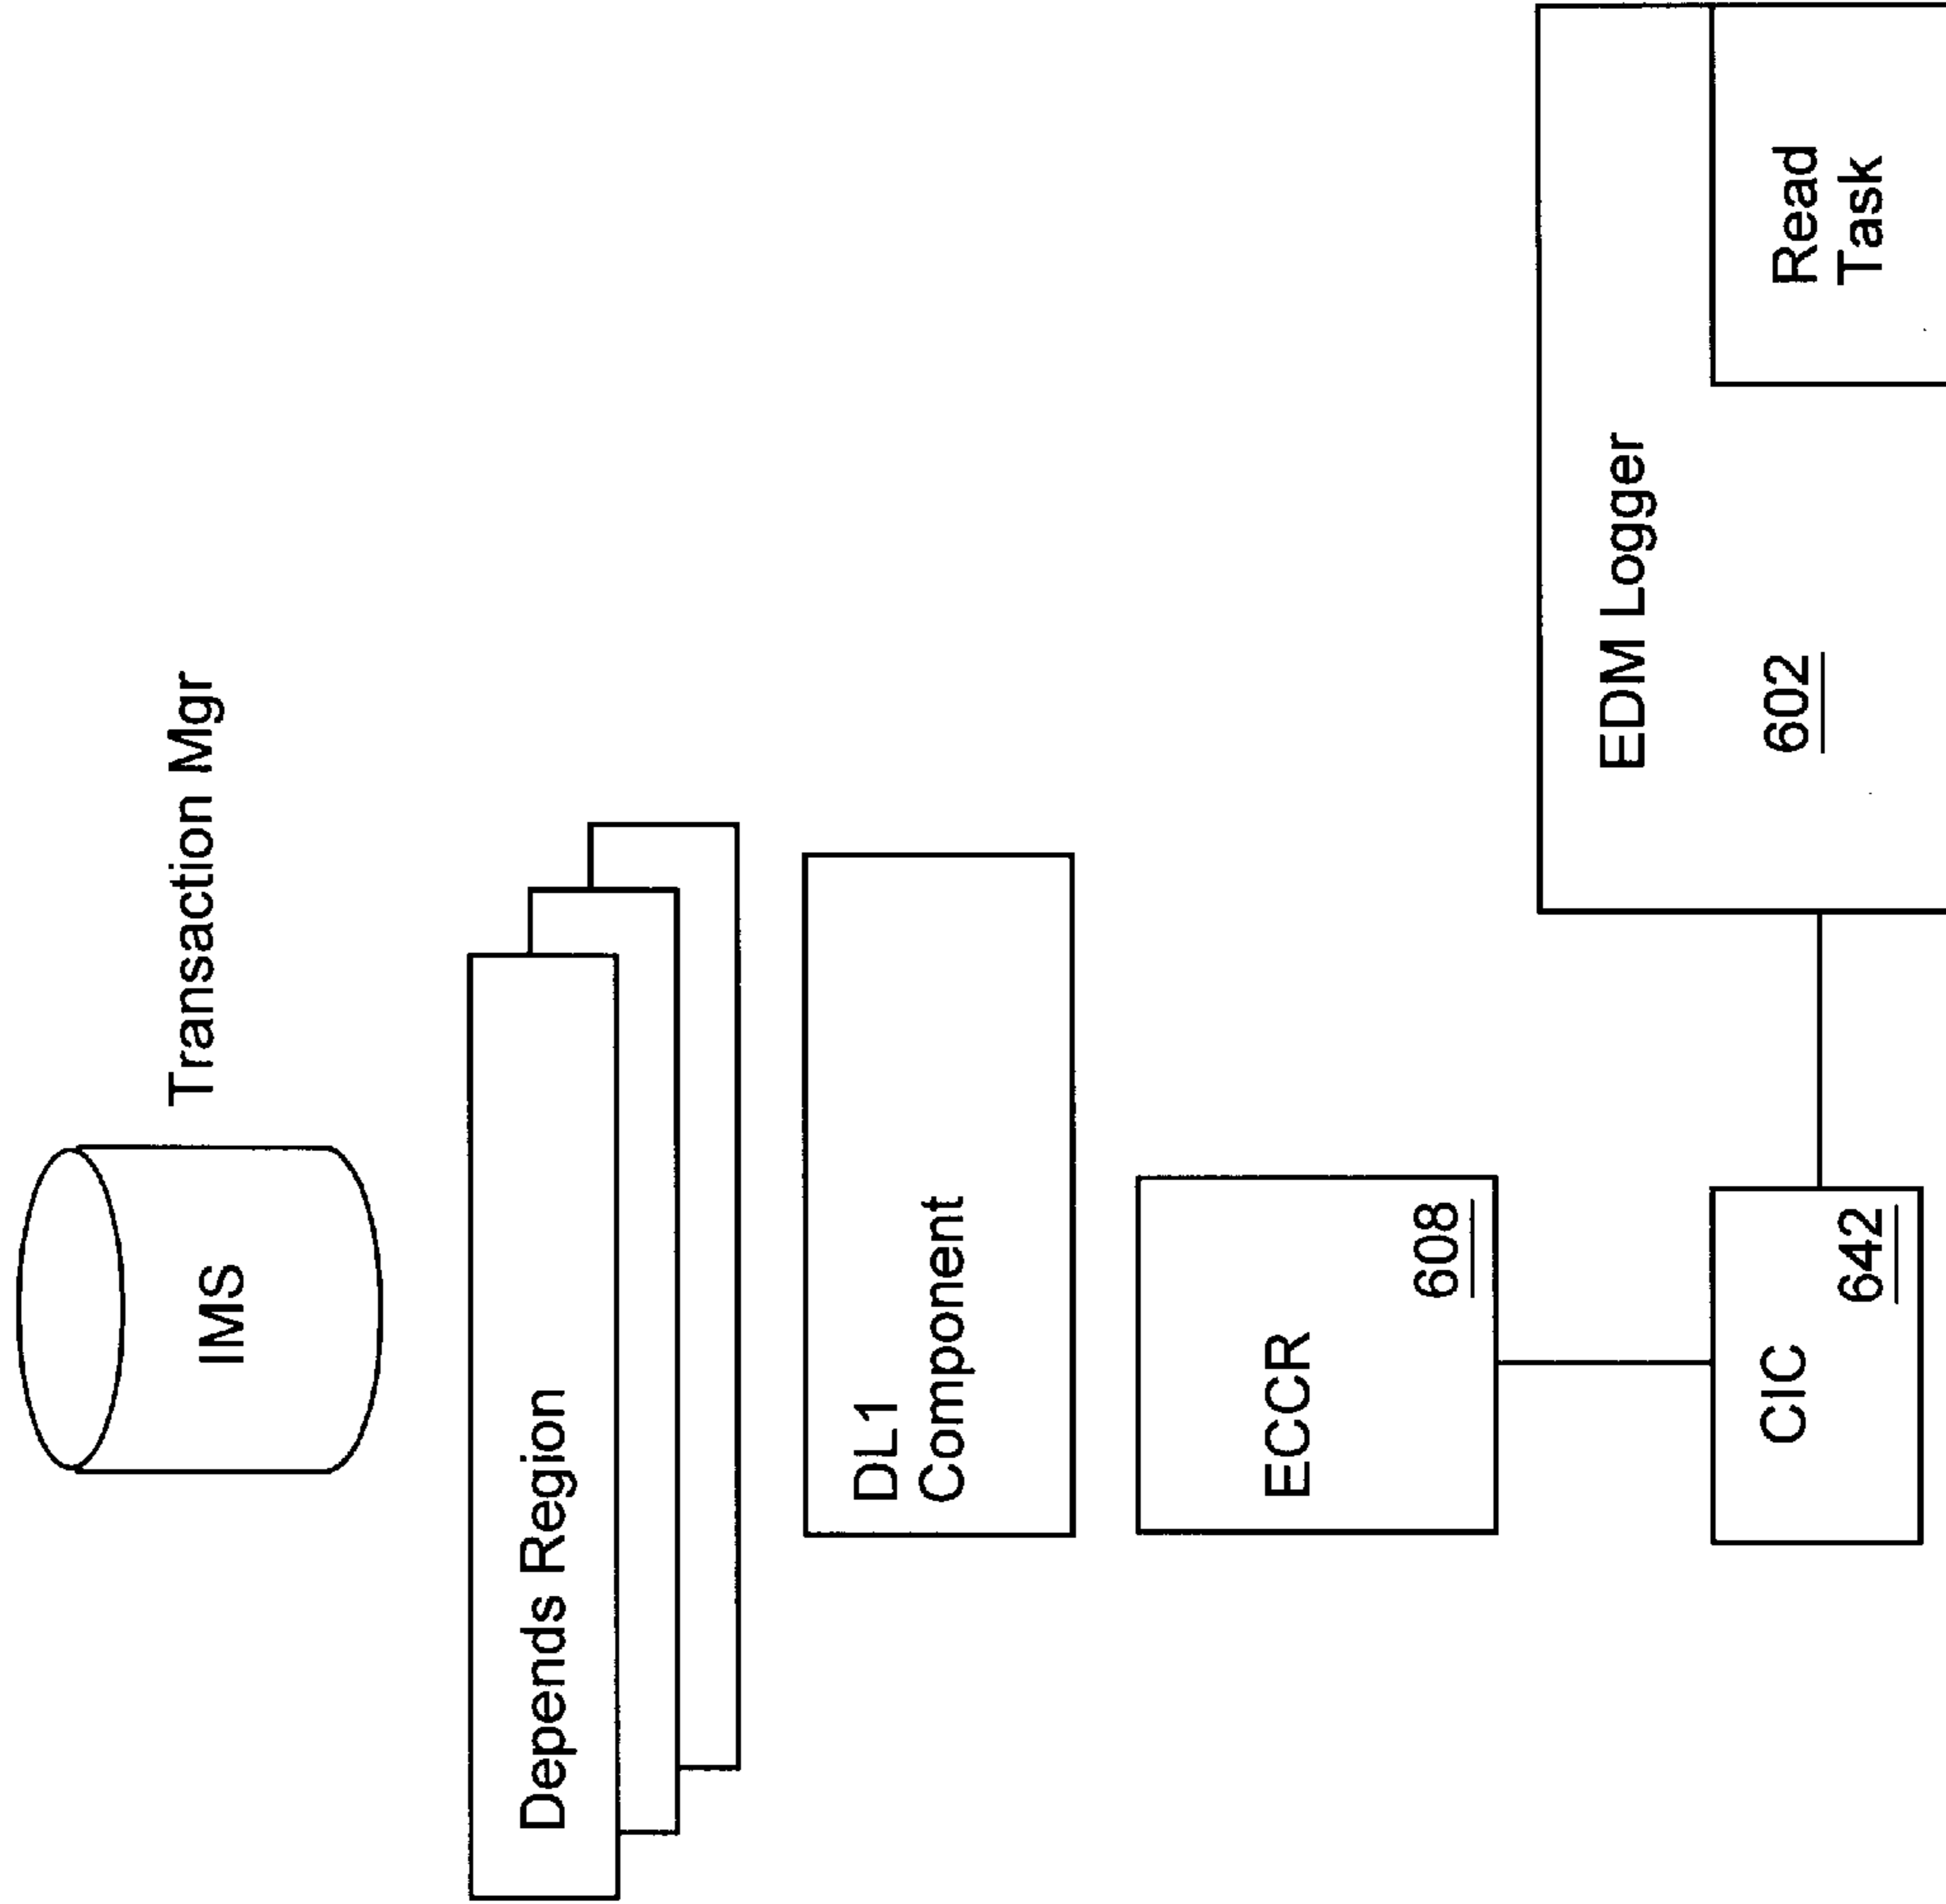 IMS
Transaction Mgr
Depends Region
DL1
Component
ECCR
608
CIC
642
EDM Logger
602
Read
Task